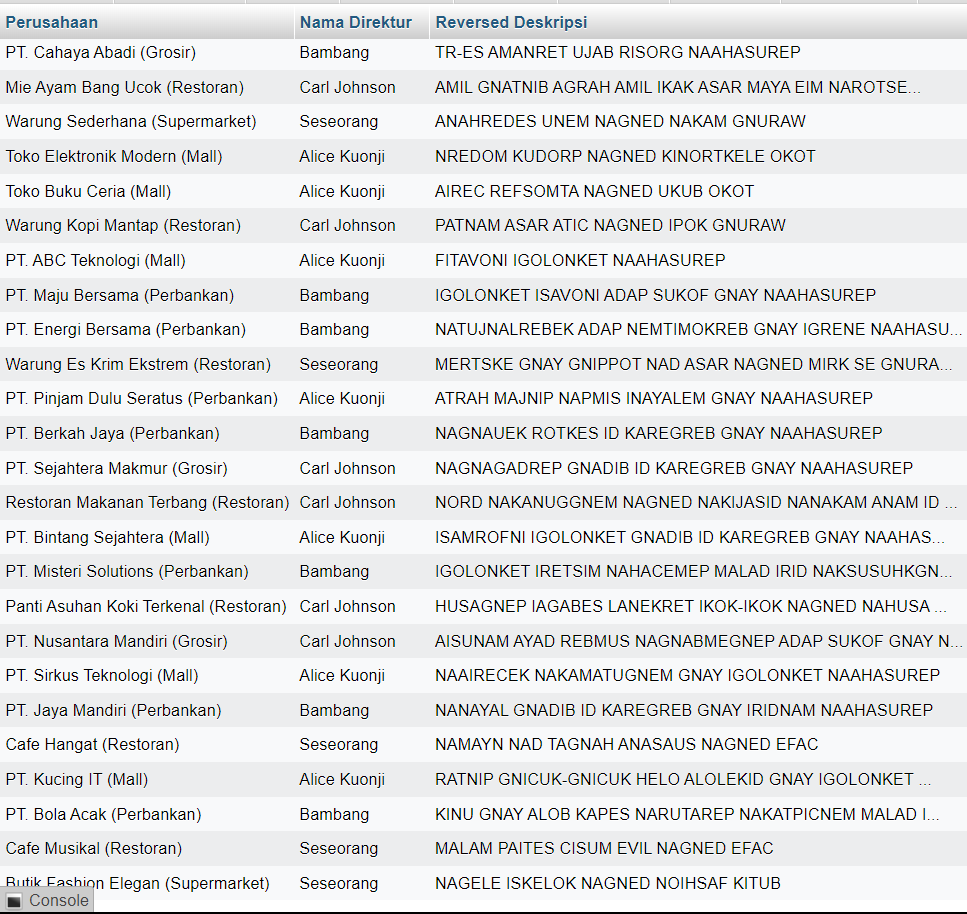 Perusahaan Nama Direktur Reversed Deskripsi
PT. Cahaya Abadi (Grosir) Bambang TR-ES AMANRET UJAB RISORG NAAHASUREP
Mie Ayam Bang Ucok (Restoran) Carl Johnson AMIL GNATNIB AGRAH AMIL IKAK ASAR MAYA EIM NAROTSE...
Warung Sederhana (Supermarket) Seseorang ANAHREDES UNEM NAGNED NAKAM GNURAW
Toko Elektronik Modern (Mall) Alice Kuonji NREDOM KUDORP NAGNED KINORTKELE OKOT
Toko Buku Ceria (Mall) Alice Kuonji AIREC REFSOMTA NAGNED UKUB OKOT
Warung Kopi Mantap (Restoran) Carl Johnson PATNAM ASAR ATIC NAGNED IPOK GNURAW
PT. ABC Teknologi (Mall) Alice Kuonji FITAVONI IGOLONKET NAAHASUREP
PT. Maju Bersama (Perbankan) Bambang IGOLONKET ISAVONI ADAP SUKOF GNAY NAAHASUREP
PT. Energi Bersama (Perbankan) Bambang NATUJNALREBEK ADAP NEMTIMOKREB GNAY IGRENE NAAHASU...
Warung Es Krim Ekstrem (Restoran) Seseorang MERTSKE GNAY GNIPPOT NAD ASAR NAGNED MIRK SE GNURA...
PT. Pinjam Dulu Seratus (Perbankan) Alice Kuonji ATRAH MAJNIP NAPMIS INAYALEM GNAY NAAHASUREP
PT. Berkah Jaya (Perbankan) Bambang NAGNAUEK ROTKES ID KAREGREB GNAY NAAHASUREP
PT. Sejahtera Makmur (Grosir) Carl Johnson NAGNAGADREP GNADIB ID KAREGREB GNAY NAAHASUREP
Restoran Makanan Terbang (Restoran) Carl Johnson NORD NAKANUGGNEM NAGNED NAKIJASID NANAKAM ANAM ID ...
PT. Bintang Sejahtera (Mall) Alice Kuonji ISAMROFNI IGOLONKET GNADIB ID KAREGREB GNAY NAAHAS...
PT. Misteri Solutions (Perbankan) Bambang IGOLONKET IRETSIM NAHACEMEP MALAD IRID NAKSUSUHKGN...
Panti Asuhan Koki Terkenal (Restoran) Carl Johnson HUSAGNEP IAGABES LANEKRET IKOK-IKOK NAGNED NAHUSA ...
PT. Nusantara Mandiri (Grosir) Carl Johnson AISUNAM AYAD REBMUS NAGNABMEGNEP ADAP SUKOF GNAY N...
PT. Sirkus Teknologi (Mall) Alice Kuonji NAAIRECEK NAKAMATUGNEM GNAY IGOLONKET NAAHASUREP
PT. Jaya Mandiri (Perbankan) Bambang NANAYAL GNADIB ID KAREGREB GNAY IRIDNAM NAAHASUREP
Cafe Hangat (Restoran) Seseorang NAMAYN NAD TAGNAH ANASAUS NAGNED EFAC
PT. Kucing IT (Mall) Alice Kuonji RATNIP GNICUK-GNICUK HELO ALOLEKID GNAY IGOLONKET ...
PT. Bola Acak (Perbankan) Bambang KINU GNAY ALOB KAPES NARUTAREP NAKATPICNEM MALAD I...
Cafe Musikal (Restoran) Seseorang MALAM PAITES CISUM EVIL NAGNED EFAC
Butik Fashion Elegan (Supermarket) Seseorang NAGELE ISKELOK NAGNED NOIHSAF KITUB
Console